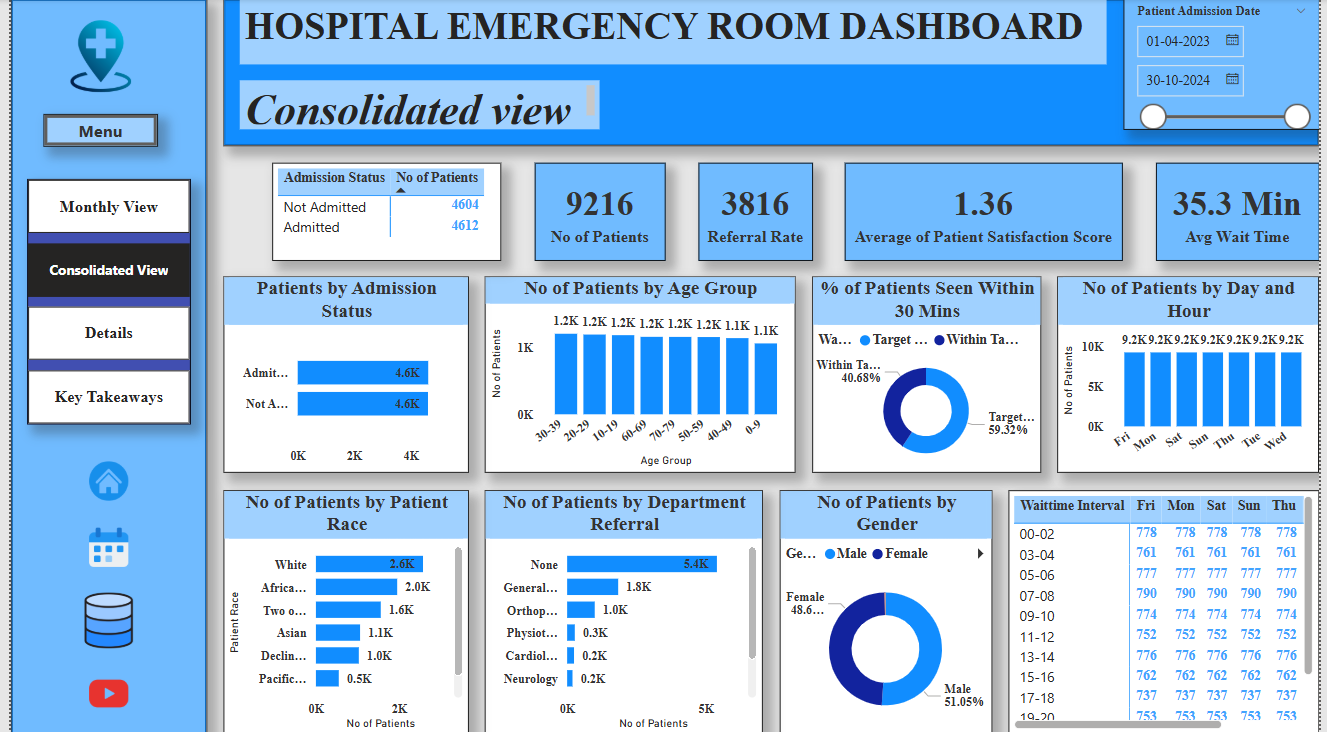 HOSPITAL EMERGENCY ROOM DASHBOARD
Consolidated view
Patient Admission Date
01-04-2023
30-10-2024
Menu
Monthly View
Consolidated View
Details
Key Takeaways
Admission Status No of Patients
Not Admitted 4604
Admitted 4612
9216
No of Patients
3816
Referral Rate
1.36
Average of Patient Satisfaction Score
35.3 Min
Avg Wait Time
Patients by Admission
Status
Admit... 4.6K
Not A... 4.6K
0K 2K 4K
No of Patients by Age Group
No of Patients
1.2K 1.2K 1.2K 1.2K 1.2K 1.2K 1.1K 1.1K
1K
0K
30-39 20-29 10-19 60-69 70-79 50-59 40-49 0-9
Age Group
% of Patients Seen Within
30 Mins
Wa... Target ... Within Ta...
Within Ta...
40.68%
Target...
59.32%
No of Patients by Day and
Hour
No of Patients
9.2K 9.2K 9.2K 9.2K 9.2K 9.2K 9.2K
10K
5K
0K
Fri Mon Sat Sun Thu Tue Wed
No of Patients by Patient
Race
Patient Race
White 2.6K
Africa... 2.0K
Two o... 1.6K
Asian 1.1K
Declin... 1.0K
Pacific... 0.5K
0K 2K
No of Patients
No of Patients by Department
Referral
None 5.4K
General... 1.8K
Orthop... 1.0K
Physiot... 0.3K
Cardiol... 0.2K
Neurology 0.2K
0K 5K
No of Patients
No of Patients by
Gender
Ge... Male Female
Female
48.6...
Male
51.05%
Waittime Interval Fri Mon Sat Sun Thu
00-02 778 778 778 778 778
03-04 761 761 761 761 761
05-06 777 777 777 777 777
07-08 790 790 790 790 790
09-10 774 774 774 774 774
11-12 752 752 752 752 752
13-14 776 776 776 776 776
15-16 762 762 762 762 762
17-18 737 737 737 737 737
19-20 753 753 753 753 753